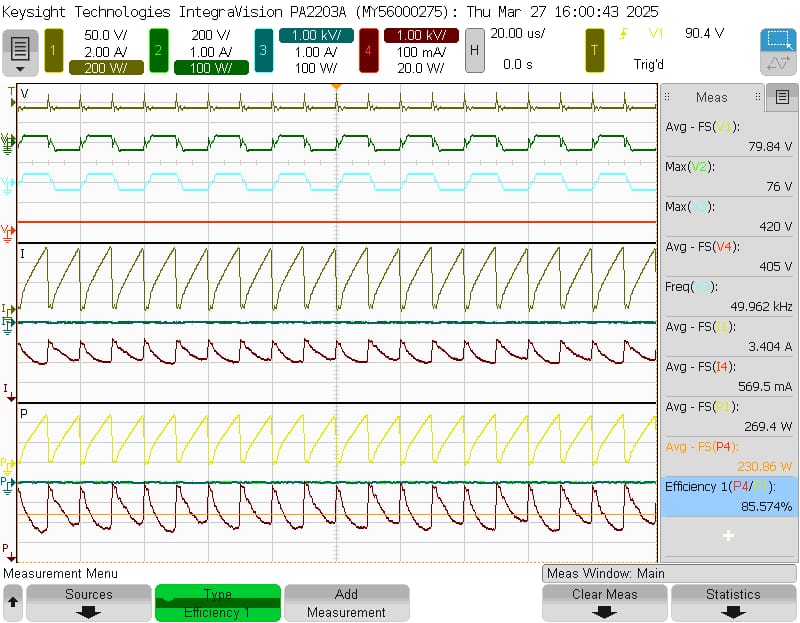 Keysight Technologies IntegraVision PA2203A (MY56000275): Thu Mar 27 16:00:43 2025
1 50.0 V/ 2 200 V/ 3 1.00 kV/ 4 1.00 kV/ H 20.00 us/ T V1 90.4 V
2.00 A/ 1.00 A/ 1.00 A/ 100 mA/ 0.0 s Trig'd
200 W/ 100 W/ 100 W/ 20.0 W/
T
V
V
V
V
I
I
I
I
P
P
P
P
Meas
Avg - FS(V1):
79.84 V
Max(V2):
76 V
Max(V3):
420 V
Avg - FS(V4):
405 V
Freq(V3):
49.962 kHz
Avg - FS(I1):
3.404 A
Avg - FS(I4):
569.5 mA
Avg - FS(P1):
269.4 W
Avg - FS(P4):
230.86 W
Efficiency 1(P4/P1):
85.574%
Measurement Menu
Meas Window: Main
Sources
Type
Efficiency 1
Add
Measurement
Clear Meas
Statistics